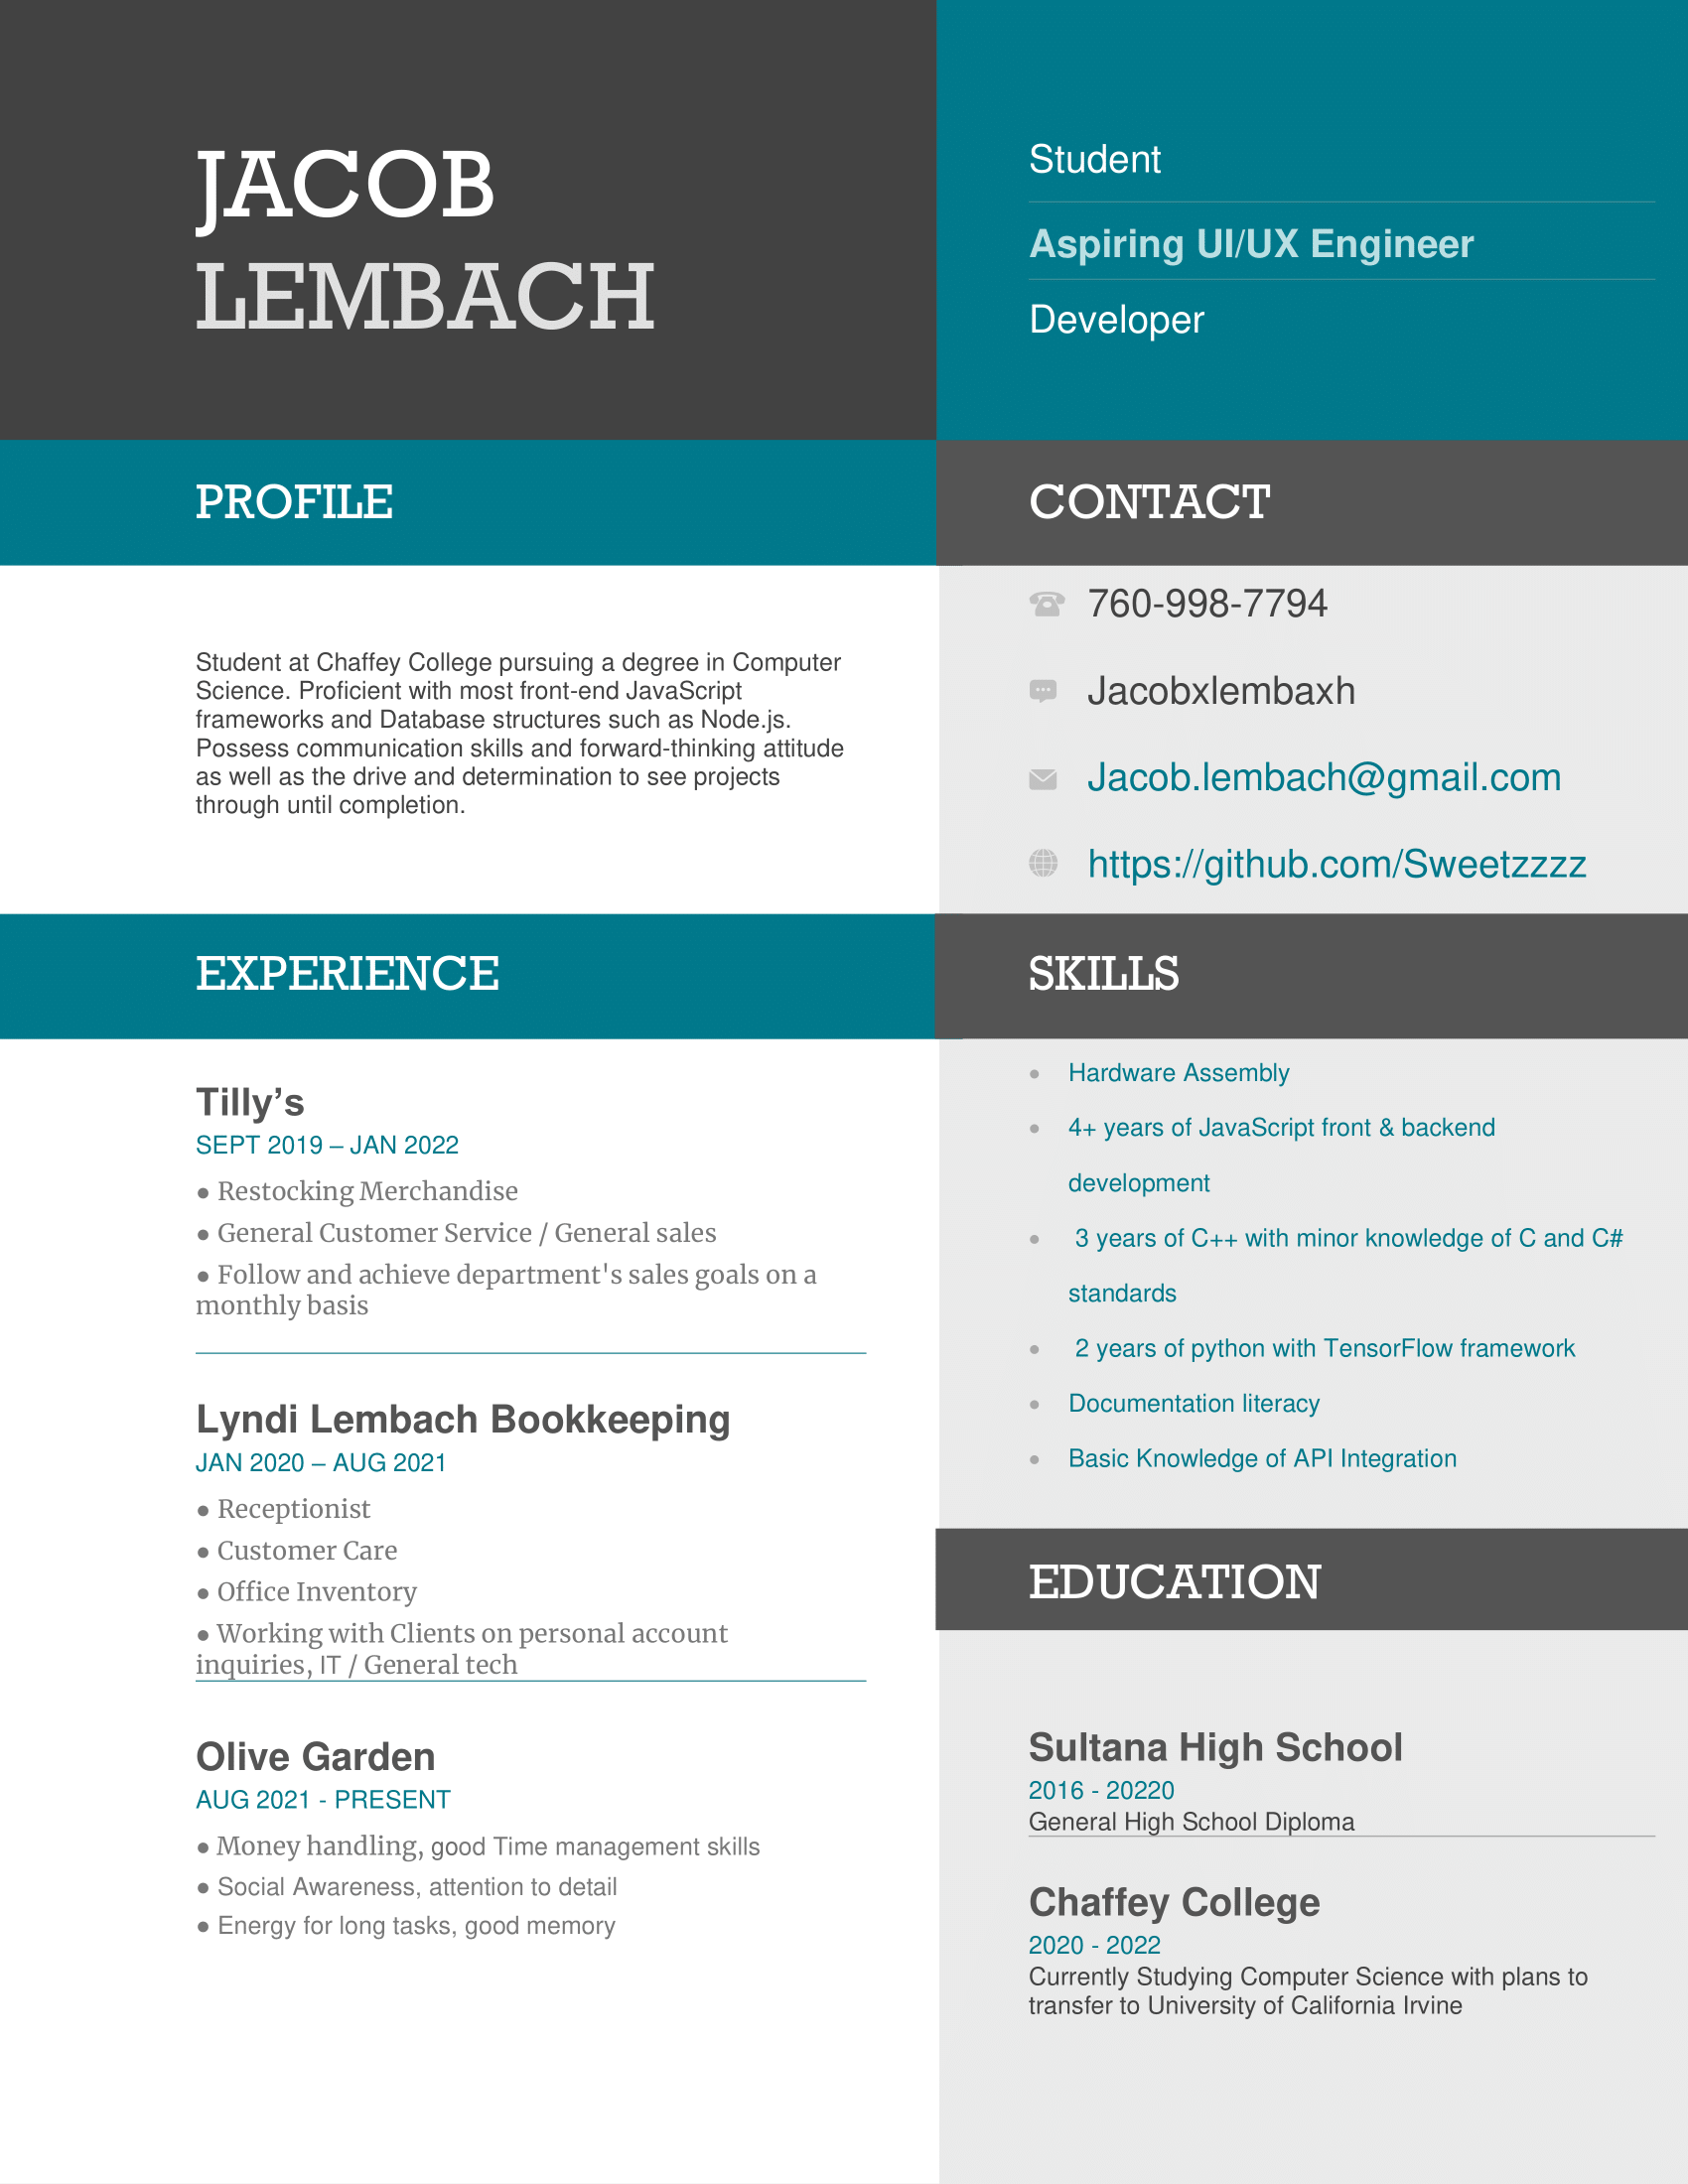 JACOB
LEMBACH
Student
Aspiring UI/UX Engineer
Developer
PROFILE
Student at Chaffey College pursuing a degree in Computer
Science. Proficient with most front-end JavaScript
frameworks and Database structures such as Node.js.
Possess communication skills and forward-thinking attitude
as well as the drive and determination to see projects
through until completion.
CONTACT
760-998-7794
Jacobxlembaxh
Jacob.lembach@gmail.com
https://github.com/Sweetzzzz
EXPERIENCE
Tilly’s
SEPT 2019 – JAN 2022
● Restocking Merchandise
● General Customer Service / General sales
● Follow and achieve department's sales goals on a
monthly basis
Lyndi Lembach Bookkeeping
JAN 2020 – AUG 2021
● Receptionist
● Customer Care
● Office Inventory
● Working with Clients on personal account
inquiries, IT / General tech
Olive Garden
AUG 2021 - PRESENT
● Money handling, good Time management skills
● Social Awareness, attention to detail
● Energy for long tasks, good memory
SKILLS
● Hardware Assembly
● 4+ years of JavaScript front & backend
development
● 3 years of C++ with minor knowledge of C and C#
standards
● 2 years of python with TensorFlow framework
● Documentation literacy
● Basic Knowledge of API Integration
EDUCATION
Sultana High School
2016 - 20220
General High School Diploma
Chaffey College
2020 - 2022
Currently Studying Computer Science with plans to
transfer to University of California Irvine